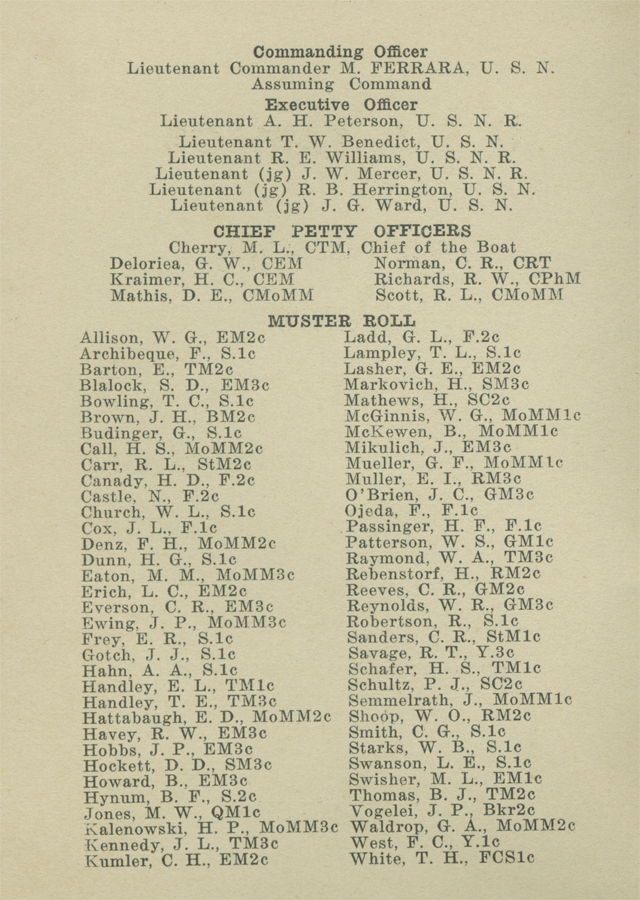 Commanding Officer
Lieutenant Commander M. FERRARA, U. S. N.
Assuming Command
Executive Officer
Lieutenant A. H. Peterson, U. S. N. R.
Lieutenant T. W. Benedict, U. S. N.
Lieutenant R. E. Williams, U. S. N. R.
Lieutenant (jg) J. W. Mercer, U. S. N. R.
Lieutenant (jg) R. B. Herrington, U. S. N.
Lieutenant (jg) J. G. Ward, U. S. N.
CHIEF PETTY OFFICERS
Cherry, M. L., CTM, Chief of the Boat
Deloriea, G. W., CEM
Kraimer, H. C., CEM
Mathis, D. E., CMoMM
Norman, C. R., CRT
Richards, R. W., CPhM
Scott, R. L., CMoMM
MUSTER ROLL
Allison, W. G., EM2c
Archibeque, F., S.1c
Barton, E., TM2c
Blalock, S. D., EM3c
Bowling, T. C., S.1c
Brown, J. H., BM2c
Budinger, G., S.1c
Call, H. S., MoMM2c
Carr, R. L., StM2c
Canady, H. D., F.2c
Castle, N., F.2c
Church, W. L., S.1c
Cox, J. L., F.1c
Denz, F. H., MoMM2c
Dunn, H. G., S.1c
Eaton, M. M., MoMM3c
Erich, L. C., EM2c
Everson, C. R., EM3c
Ewing, J. P., MoMM3c
Frey, E. R., S.1c
Gotch, J. J., S.1c
Hahn, A. A., S.1c
Handley, E. L., TM1c
Handley, T. E., TM3c
Hattabaugh, E. D., MoMM2c
Havey, R. W., EM3c
Hobbs, J. P., EM3c
Hockett, D. D., SM3c
Howard, B., EM3c
Hynum, B. F., S.2c
Jones, M. W., QM1c
Kalenowski, H. P., MoMM3c
Kennedy, J. L., TM3c
Kumler, C. H., EM2c
Ladd, G. L., F.2c
Lampley, T. L., S.1c
Lasher, G. E., EM2c
Markovich, H., SM3c
Mathews, H., SC2c
McGinnis, W. G., MoMM1c
McKewen, B., MoMM1c
Mikulich, J., EM3c
Mueller, G. F., MoMM1c
Muller, E. I., RM3c
O'Brien, J. C., GM3c
Ojeda, F., F.1c
Passinger, H. F., F.1c
Patterson, W. S., GM1c
Raymond, W. A., TM3c
Rebenstorf, H., RM2c
Reeves, C. R., GM2c
Reynolds, W. R., GM3c
Robertson, R., S.1c
Sanders, C. R., StM1c
Savage, R. T., Y.3c
Schafer, H. S., TM1c
Schultz, P. J., SC2c
Semmelrath, J., MoMM1c
Shoop, W. O., RM2c
Smith, C. G., S.1c
Starks, W. B., S.1c
Swanson, L. E., S.1c
Swisher, M. L., EM1c
Thomas, B. J., TM2c
Vogelei, J. P., Bkr2c
Waldrop, G. A., MoMM2c
West, F. C., Y.1c
White, T. H., FCS1c